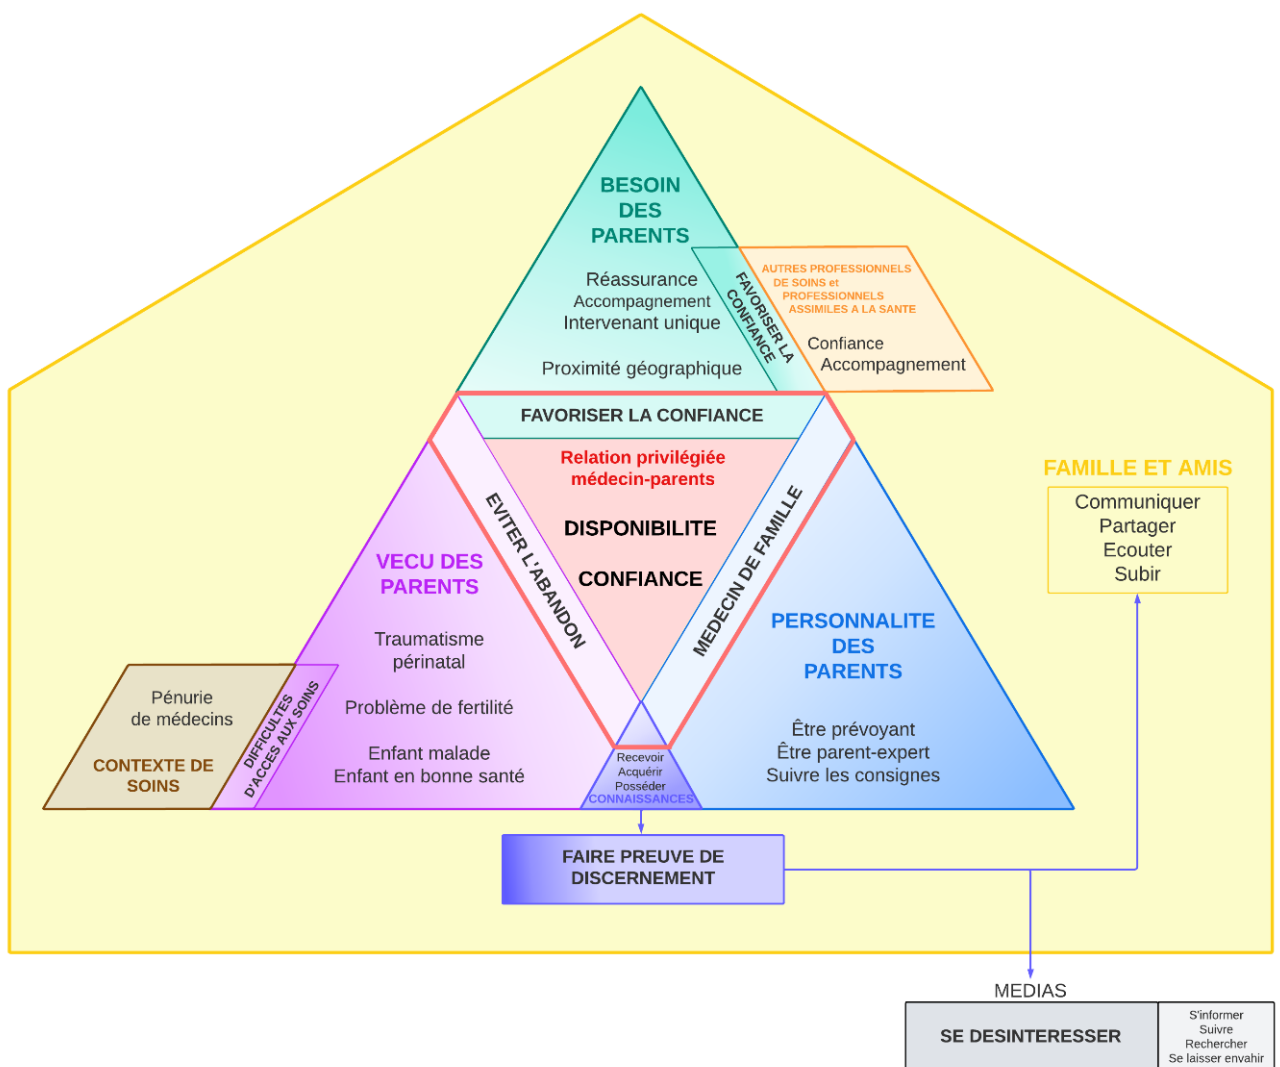 BESOIN
DES
PARENTS
Réassurance
Accompagnement
Intervenant unique
Proximité géographique
FAVORISER LA
CONFIANCE
AUTRES PROFESSIONNELS
DE SOINS et
PROFESSIONNELS
ASSIMILES A LA SANTE
Confiance
Accompagnement
FAVORISER LA CONFIANCE
Relation privilégiée
médecin-parents
DISPONIBILITE
CONFIANCE
EVITER L'ABANDON
MEDECIN DE FAMILLE
FAMILLE ET AMIS
Communiquer
Partager
Ecouter
Subir
VECU DES
PARENTS
Traumatisme
périnatal
Problème de fertilité
Enfant malade
Enfant en bonne santé
PERSONNALITE
DES
PARENTS
Être prévoyant
Être parent-expert
Suivre les consignes
Pénurie
de médecins
CONTEXTE DE
SOINS
DIFFICULTES
D'ACCES AUX SOINS
Recevoir
Acquérir
Posséder
CONNAISSANCES
FAIRE PREUVE DE
DISCERNEMENT
MEDIAS
SE DESINTERESSER
S'informer
Suivre
Rechercher
Se laisser envahir